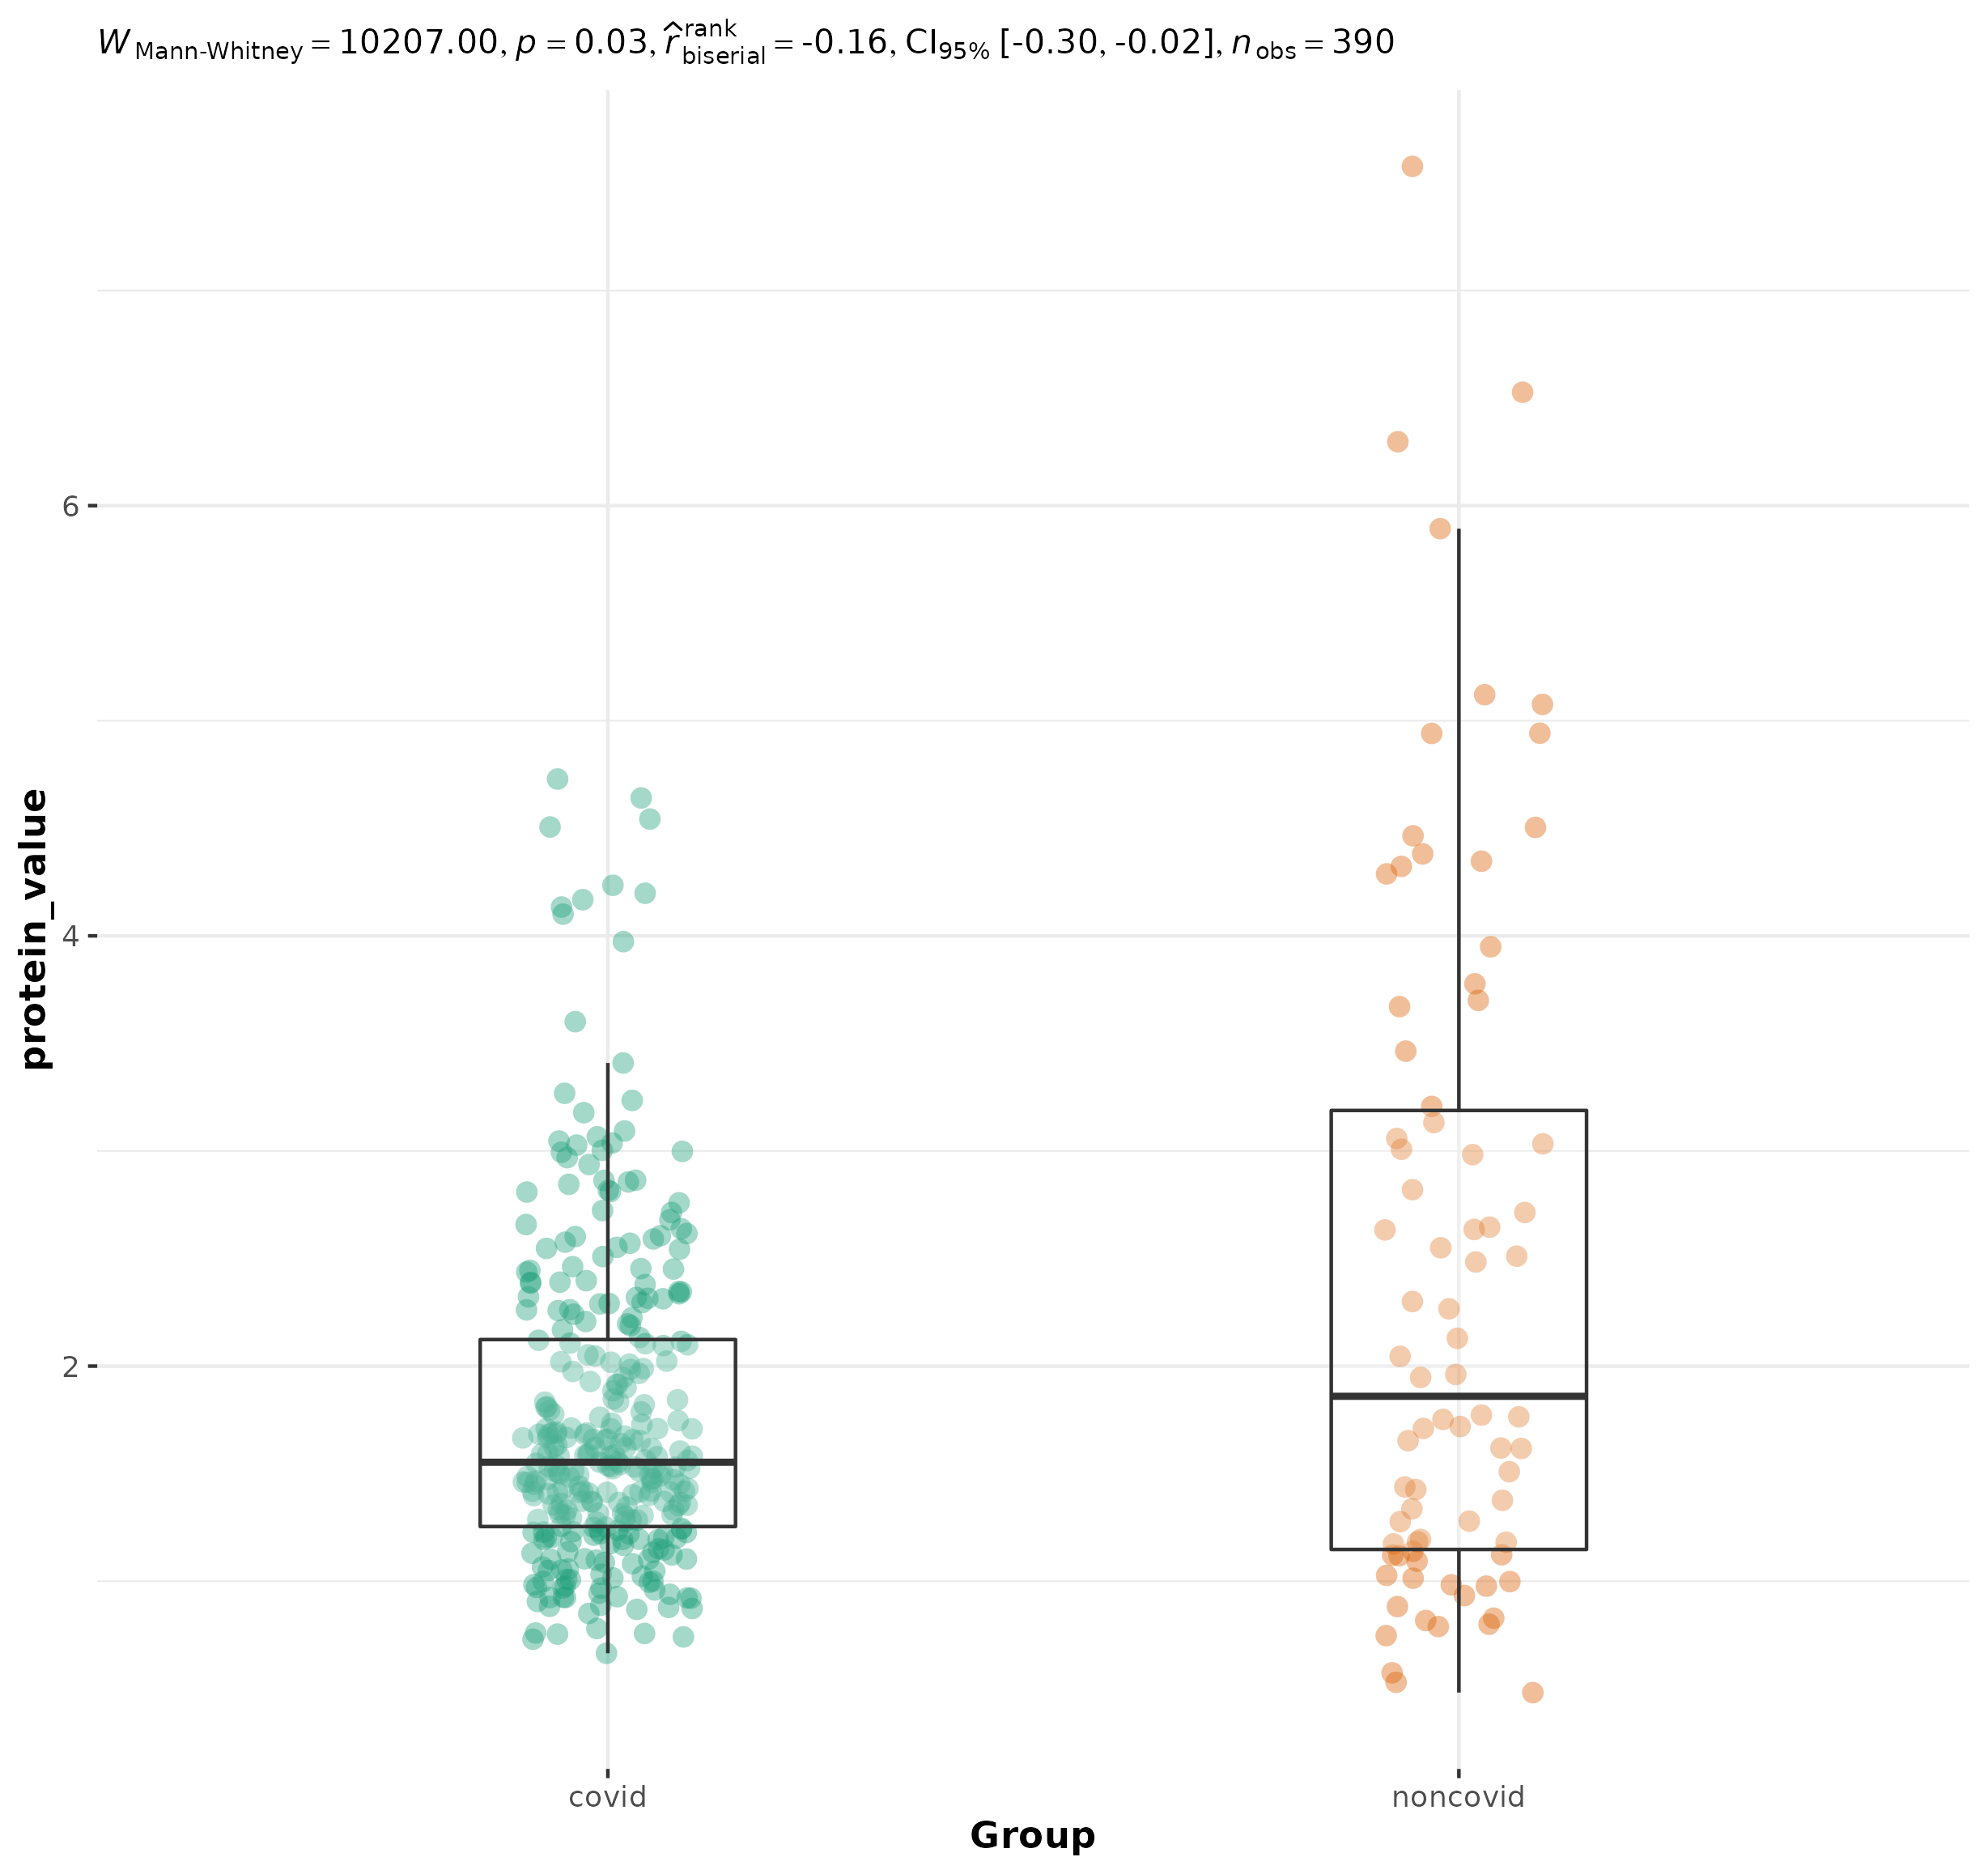 W Mann-Whitney = 10207.00, p = 0.03, r̂ rank biserial = -0.16, CI95% [-0.30, -0.02], n obs = 390
6
4
2
protein_value
covid noncovid
Group